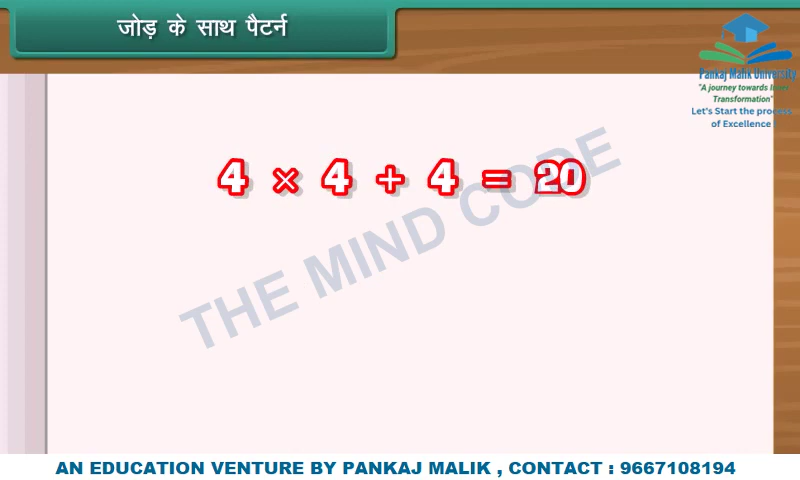 जोड़ के साथ पैटर्न
Pankaj Malik University
"A journey towards Inner
Transformation"
Let's Start the process
of Excellence
4 × 4 + 4 = 20
THE MIND CODE
AN EDUCATION VENTURE BY PANKAJ MALIK , CONTACT : 9667108194